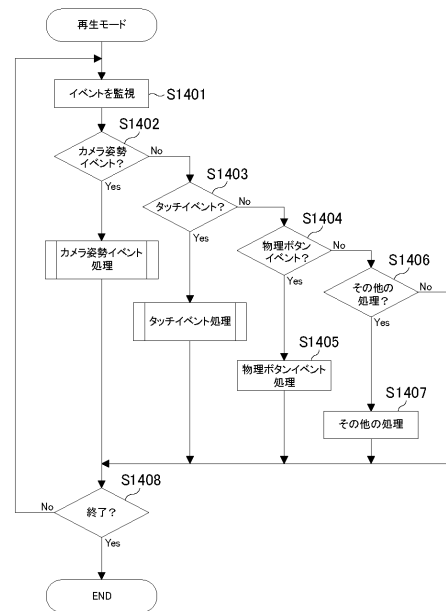 再生モード
イベントを監視
S1401
S1402
カメラ姿勢
イベント?
No
Yes
S1403
タッチイベント?
No
Yes
S1404
物理ボタン
イベント?
No
Yes
S1406
その他の
処理?
No
Yes
カメラ姿勢イベント
処理
タッチイベント処理
S1405
物理ボタンイベント
処理
S1407
その他の処理
S1408
終了?
No
Yes
END